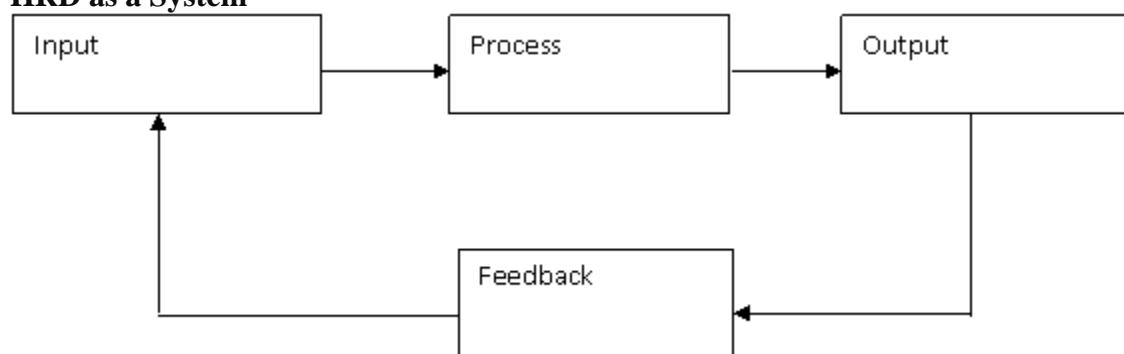 HRD as a System
Input
Process
Output
Feedback